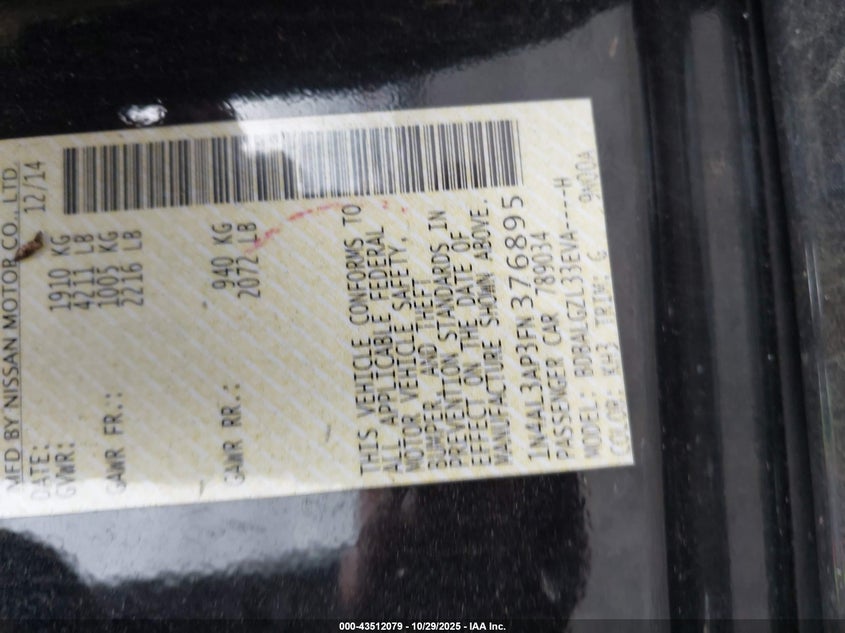 MFD BY NISSAN MOTOR CO., LTD.
DATE: 12/14
GVWR: 1910 KG
4211 LB
GAWR FR.: 1005 KG
2216 LB
GAWR RR.: 940 KG
2072 LB
THIS VEHICLE CONFORMS TO
ALL APPLICABLE FEDERAL
MOTOR VEHICLE SAFETY,
BUMPER AND THEFT
PREVENTION STANDARDS IN
EFFECT ON THE DATE OF
MANUFACTURE SHOWN ABOVE.
1N4AL3AP3FN376895
PASSENGER CAR 789034
MODEL: BDBALGZL33EVA----H
COLOR: KH3 TRIM: G 9N00A
000-43512079 - 10/29/2025 - IAA Inc.